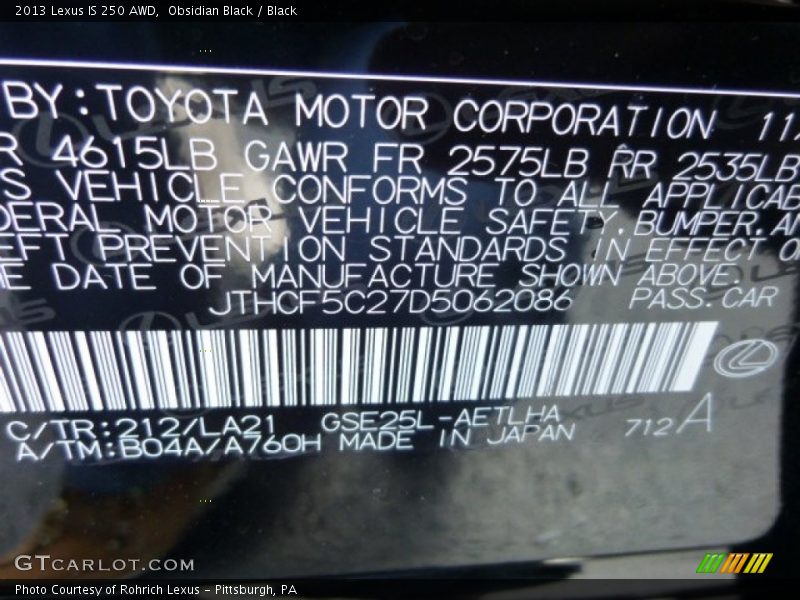 2013 Lexus IS 250 AWD, Obsidian Black / Black
BY:TOYOTA MOTOR CORPORATION 11
R 4615LB GAWR FR 2575LB RR 2535LB
S VEHICLE CONFORMS TO ALL APPLICAB
DERAL MOTOR VEHICLE SAFETY.BUMPER.AN
EFT PREVENTION STANDARDS IN EFFECT O
E DATE OF MANUFACTURE SHOWN ABOVE.
JTHCF5C27D5062086 PASS.CAR
C/TR:212/LA21 GSE25L-AETLHA
A/TM:B04A/A760H MADE IN JAPAN 712A
GTCARLOT.COM
Photo Courtesy of Rohrich Lexus – Pittsburgh, PA